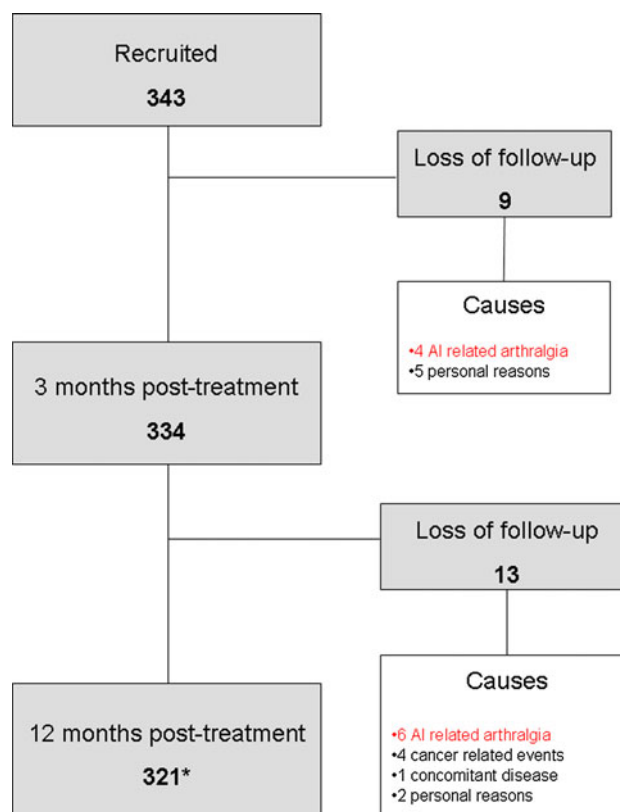 Recruited
343
Loss of follow-up
9
Causes
•4 AI related arthralgia
•5 personal reasons
3 months post-treatment
334
Loss of follow-up
13
Causes
•6 AI related arthralgia
•4 cancer related events
•1 concomitant disease
•2 personal reasons
12 months post-treatment
321*